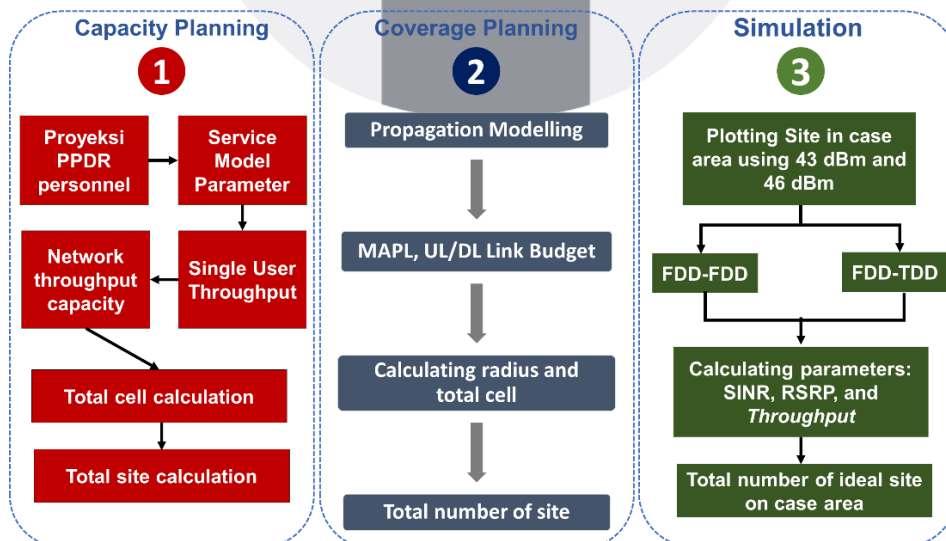 Capacity Planning
1
Proyeksi
PPDR
personnel
Service
Model
Parameter
Network
throughput
capacity
Single User
Throughput
Total cell calculation
Total site calculation
Coverage Planning
2
Propagation Modelling
MAPL, UL/DL Link Budget
Calculating radius and
total cell
Total number of site
Simulation
3
Plotting Site in case
area using 43 dBm and
46 dBm
FDD-FDD
FDD-TDD
Calculating parameters:
SINR, RSRP, and
Throughput
Total number of ideal site
on case area